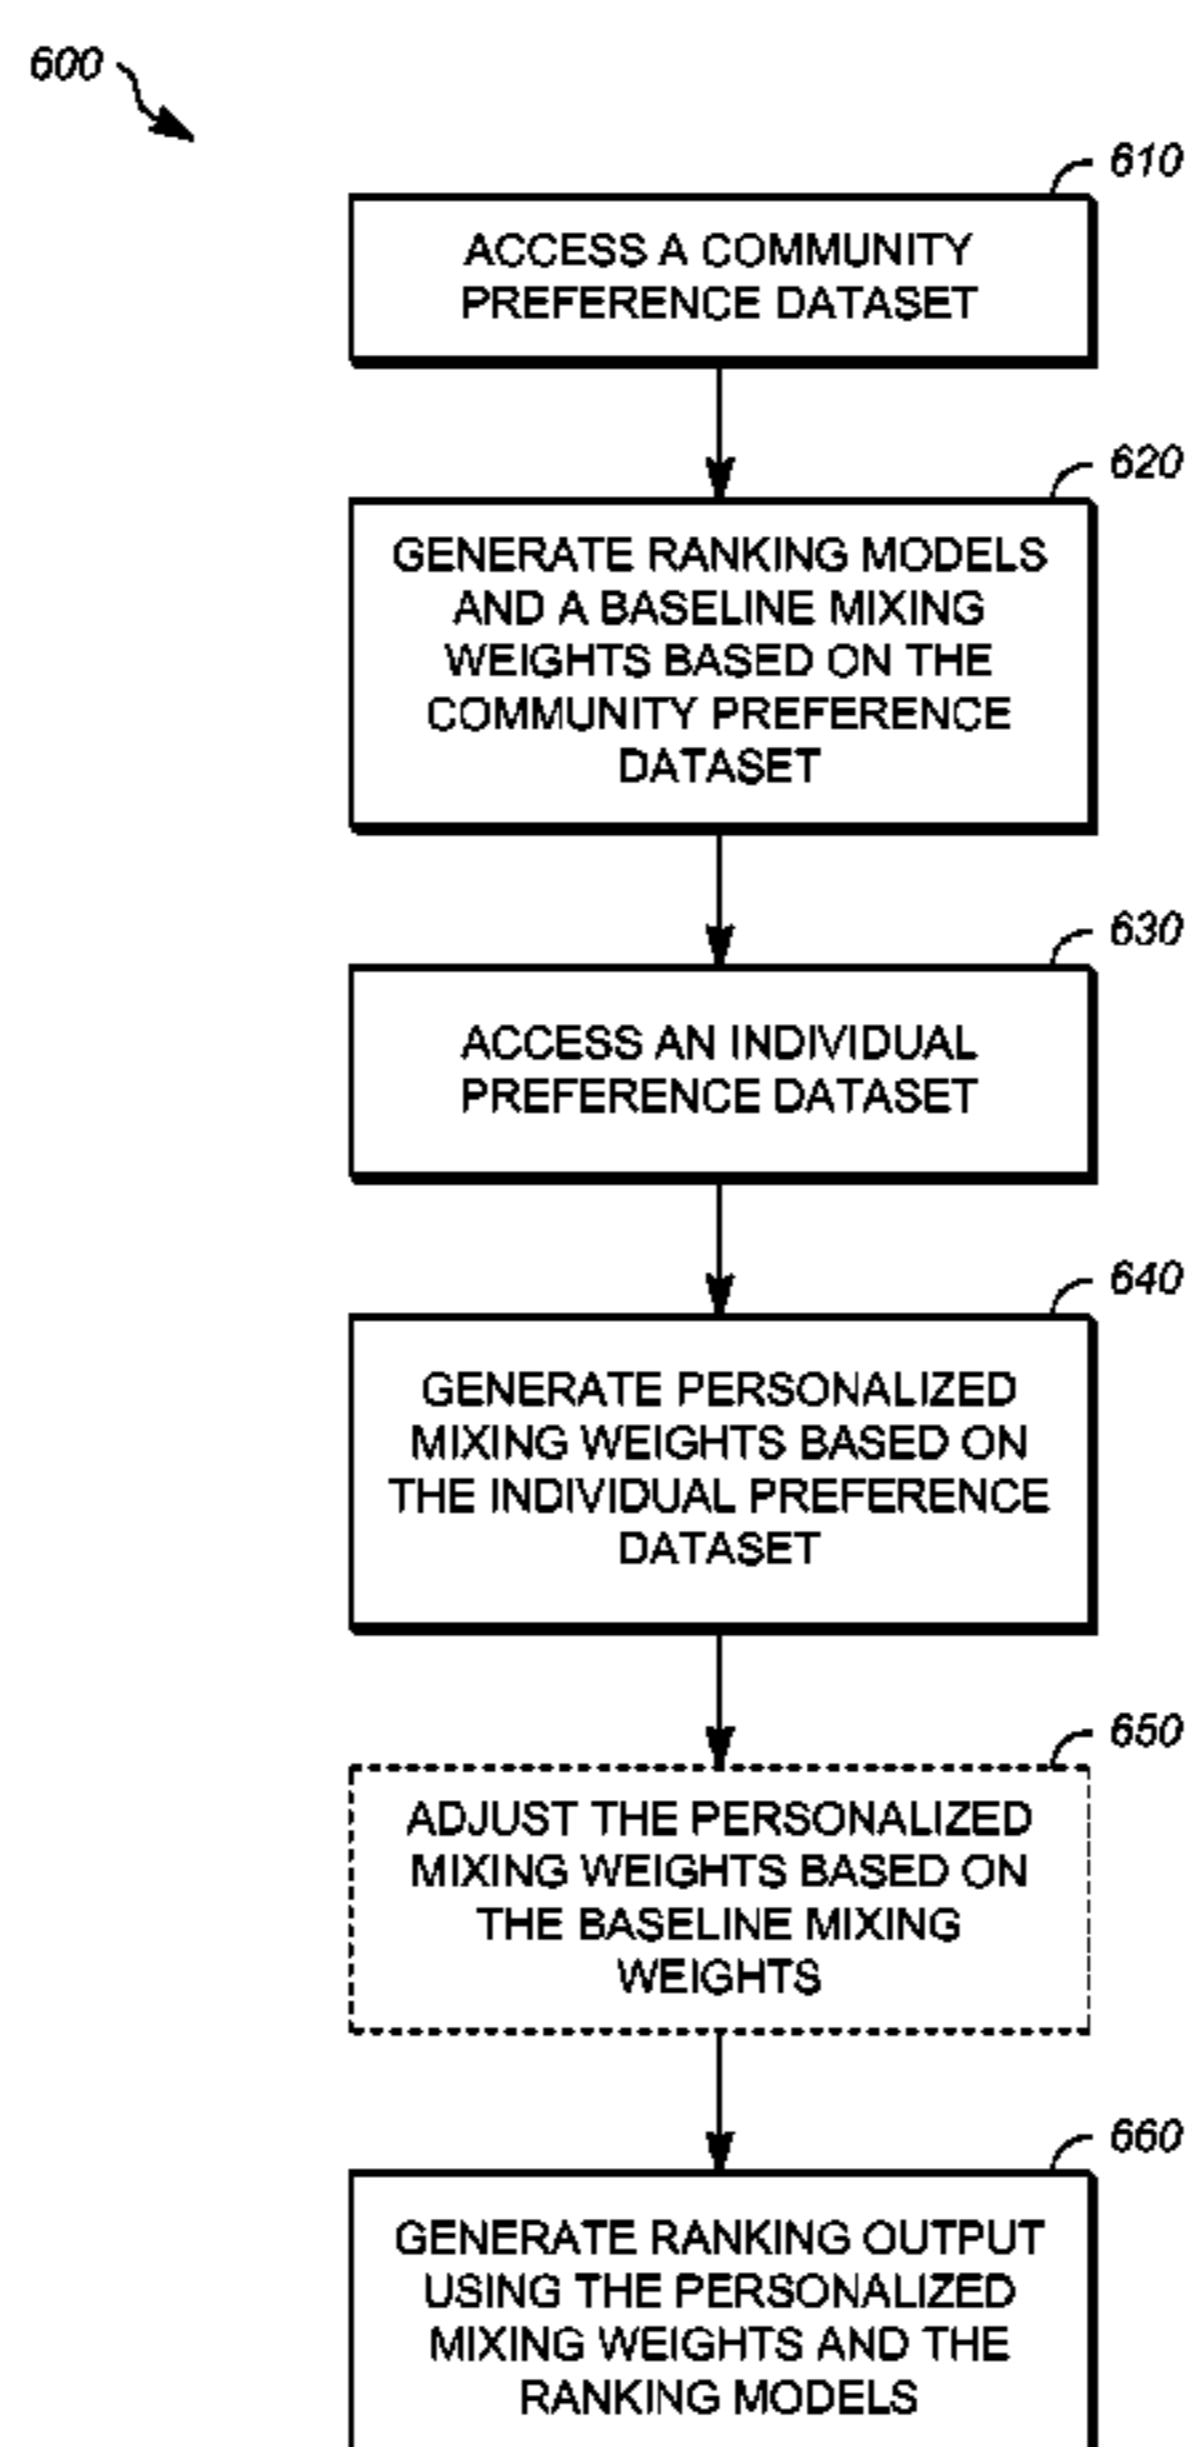 600
610
ACCESS A COMMUNITY
PREFERENCE DATASET
620
GENERATE RANKING MODELS
AND A BASELINE MIXING
WEIGHTS BASED ON THE
COMMUNITY PREFERENCE
DATASET
630
ACCESS AN INDIVIDUAL
PREFERENCE DATASET
640
GENERATE PERSONALIZED
MIXING WEIGHTS BASED ON
THE INDIVIDUAL PREFERENCE
DATASET
650
ADJUST THE PERSONALIZED
MIXING WEIGHTS BASED ON
THE BASELINE MIXING
WEIGHTS
660
GENERATE RANKING OUTPUT
USING THE PERSONALIZED
MIXING WEIGHTS AND THE
RANKING MODELS